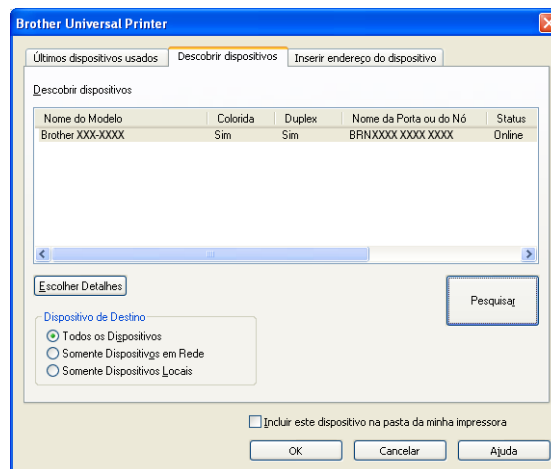 Brother Universal Printer
Últimos dispositivos usados Descobrir dispositivos Inserir endereço do dispositivo
Descobrir dispositivos
Nome do Modelo Colorida Duplex Nome da Porta ou do Nó Status
Brother XXX-XXXX Sim Sim BRNXXXX XXXX XXXX Online
Escolher Detalhes
Pesquisar
Dispositivo de Destino
Todos os Dispositivos
Somente Dispositivos em Rede
Somente Dispositivos Locais
Incluir este dispositivo na pasta da minha impressora
OK Cancelar Ajuda